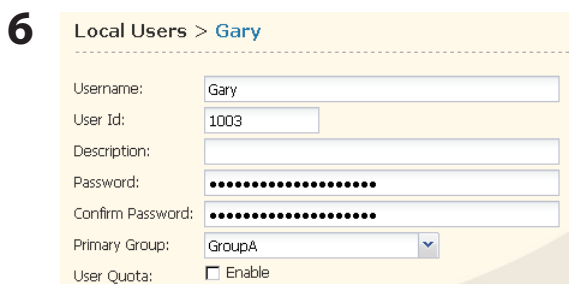 6
Local Users > Gary
Username: Gary
User Id: 1003
Description:
Password: ••••••••••••••••••••
Confirm Password: ••••••••••••••••••••
Primary Group: GroupA
User Quota: Enable